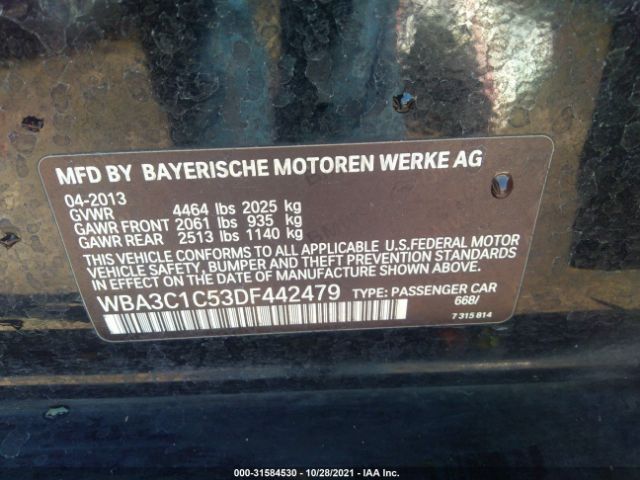 MFD BY BAYERISCHE MOTOREN WERKE AG
04-2013
GVWR 4464 lbs 2025 kg
GAWR FRONT 2061 lbs 935 kg
GAWR REAR 2513 lbs 1140 kg
THIS VEHICLE CONFORMS TO ALL APPLICABLE U.S.FEDERAL MOTOR
VEHICLE SAFETY, BUMPER AND THEFT PREVENTION STANDARDS
IN EFFECT ON THE DATE OF MANUFACTURE SHOWN ABOVE.
WBA3C1C53DF442479 TYPE: PASSENGER CAR
668/
7 315 814
000-31584530 - 10/28/2021 - IAA Inc.